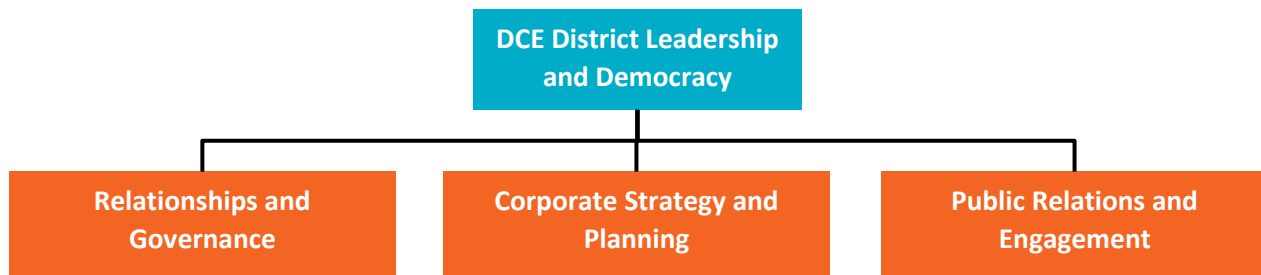 DCE District Leadership
and Democracy
Relationships and
Governance
Corporate Strategy and
Planning
Public Relations and
Engagement